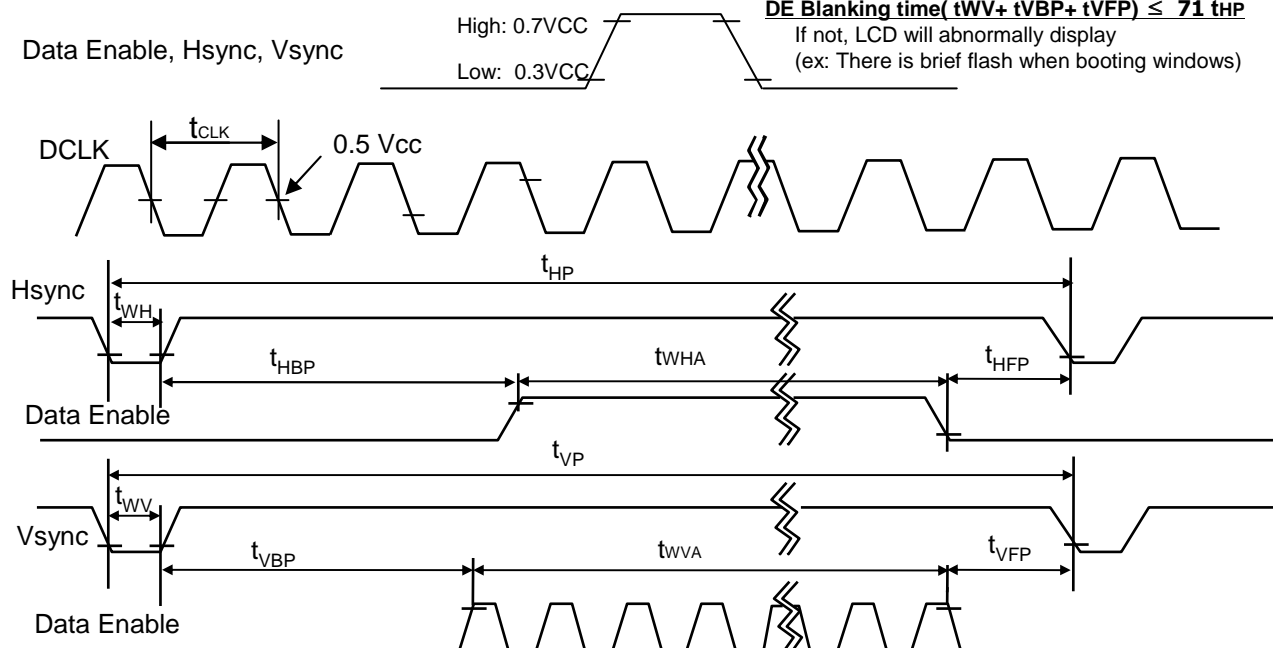 DE Blanking time( tWV+ tVBP+ tVFP) ≤ 71 tHP
High: 0.7VCC
If not, LCD will abnormally display
Data Enable, Hsync, Vsync
(ex: There is brief flash when booting windows)
Low: 0.3VCC
tCLK
DCLK
0.5 Vcc
tHP
Hsync
tWH
tHBP
tWHA
tHFP
Data Enable
tVP
tWV
Vsync
tVBP
tWVA
tVFP
Data Enable